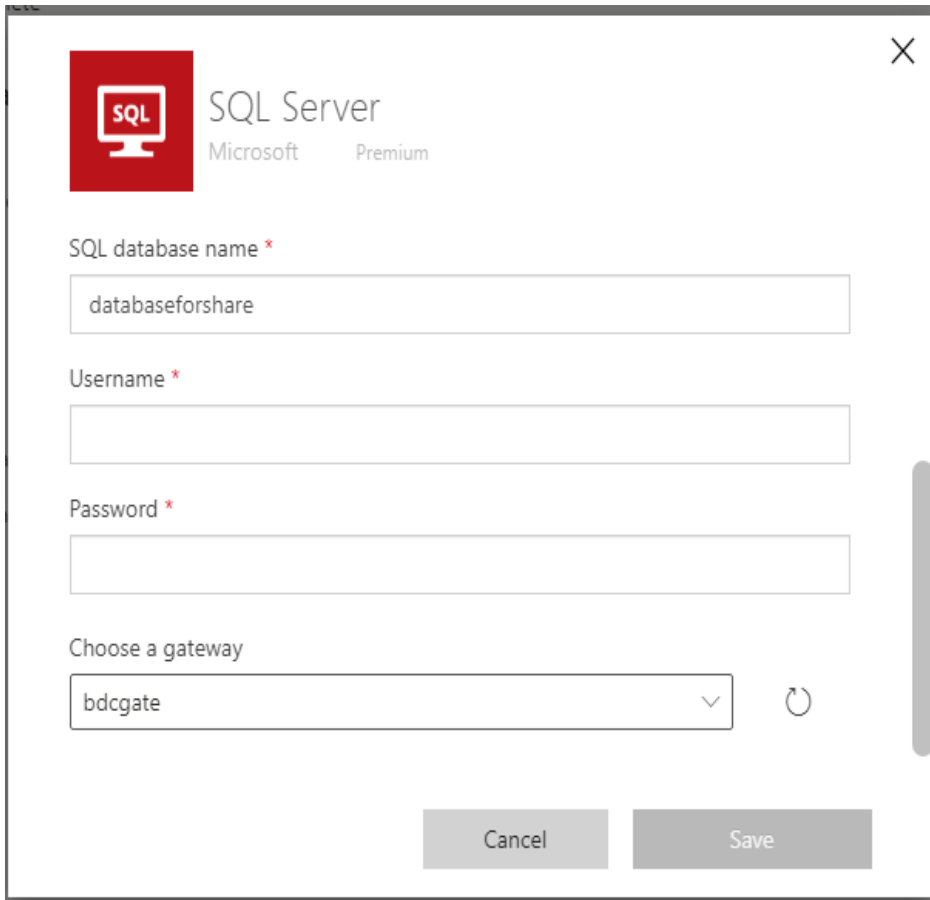 SQL
SQL Server
Microsoft Premium
SQL database name *
databaseforshare
Username *
Password *
Choose a gateway
bdcgate
Cancel Save